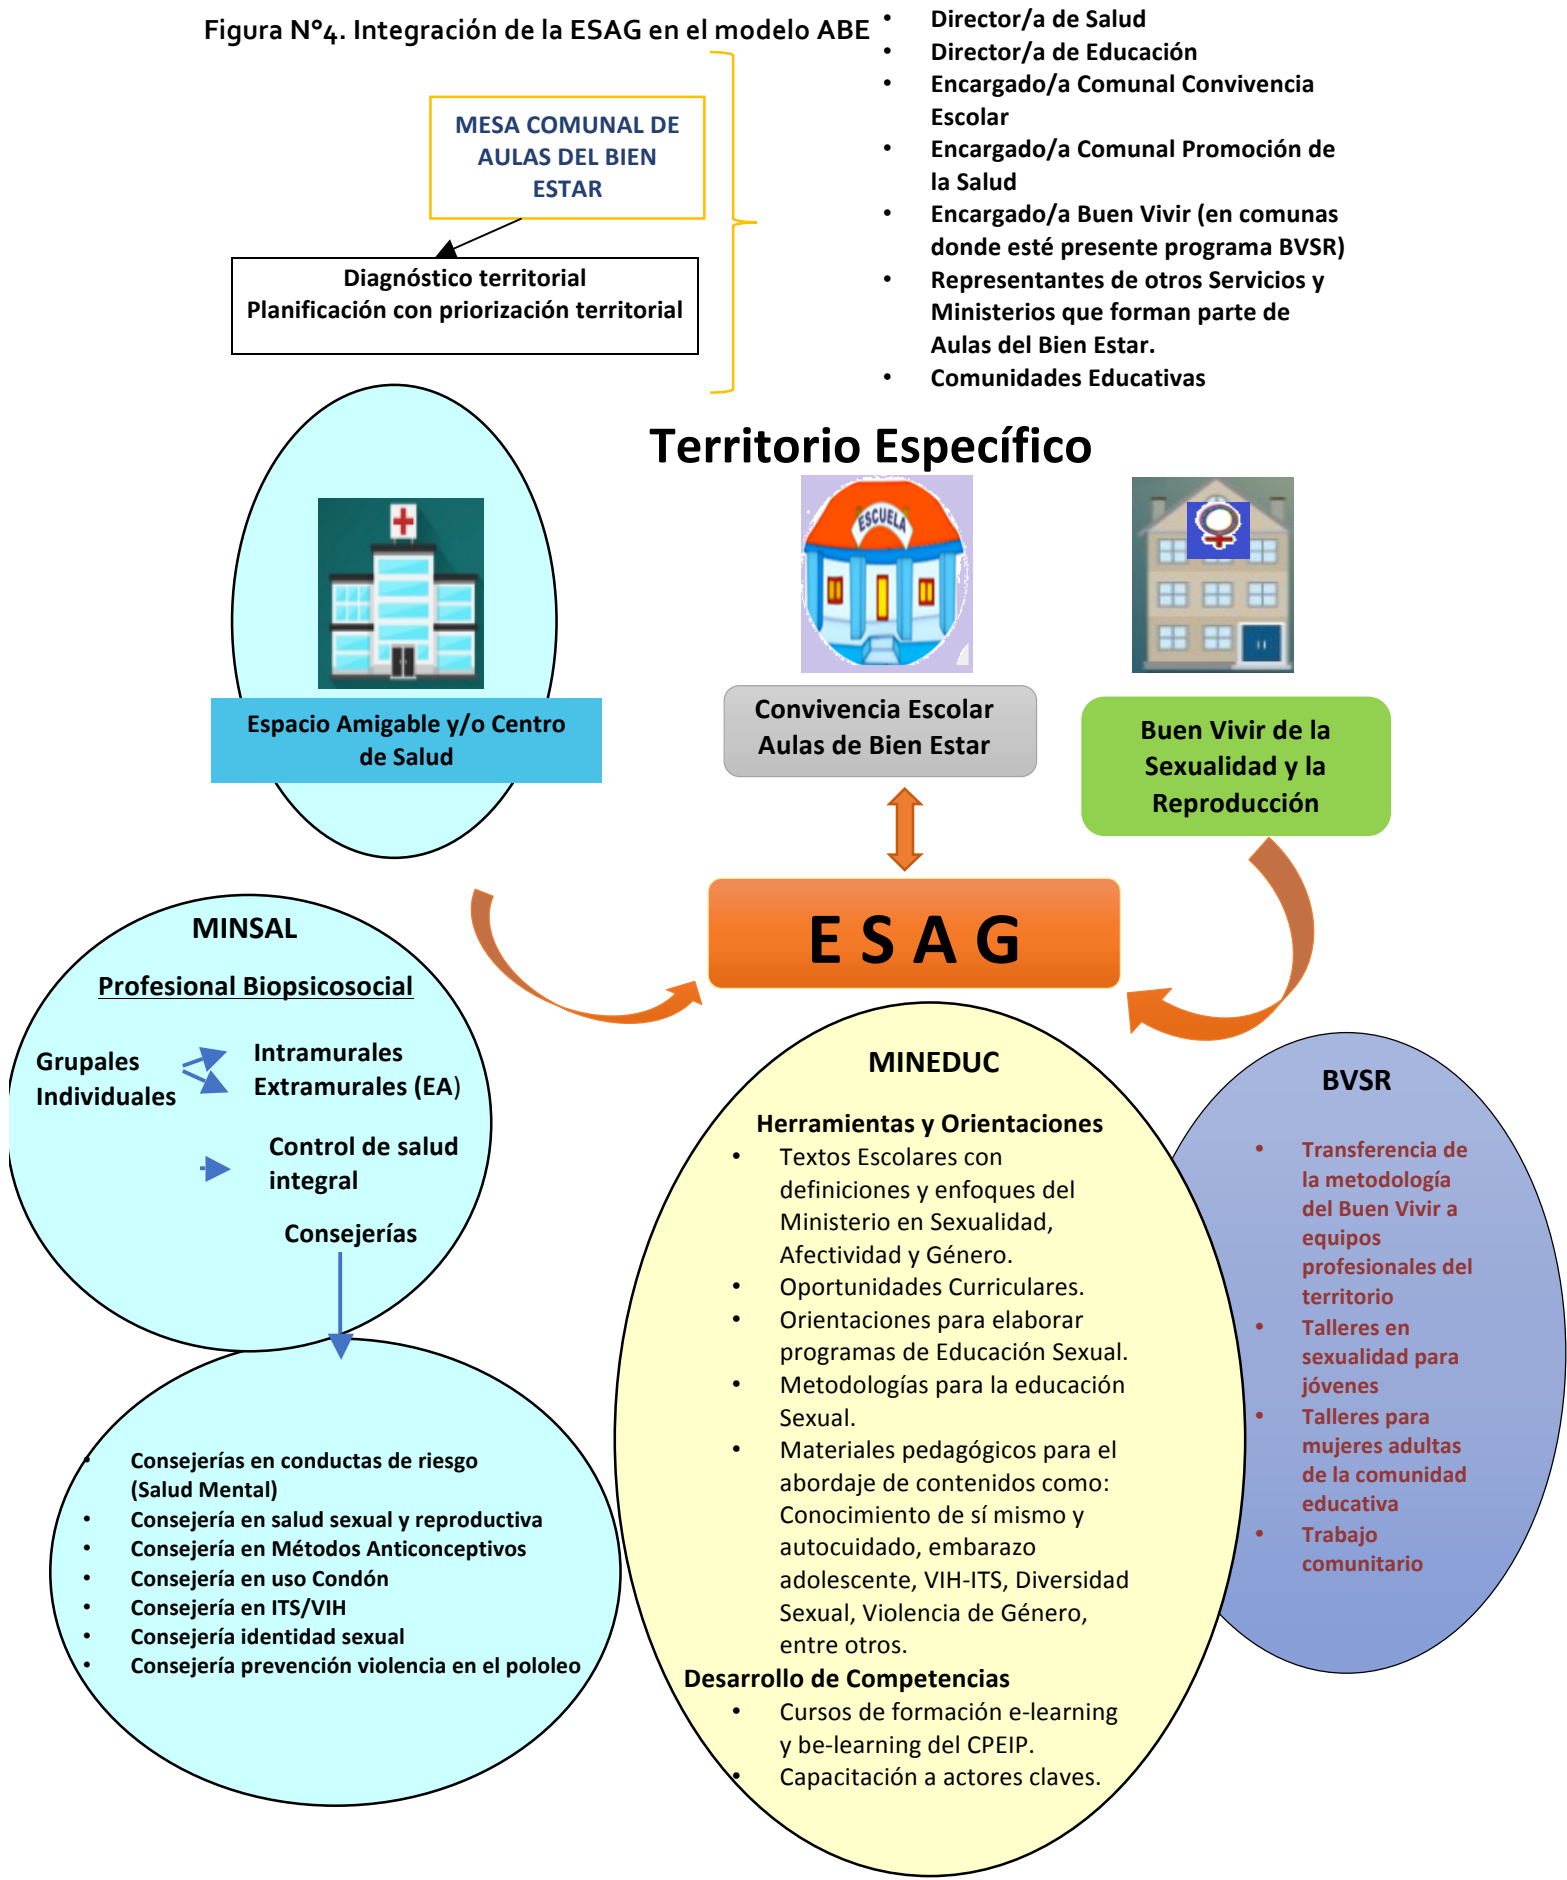 Figura Nº4. Integración de la ESAG en el modelo ABE
MESA COMUNAL DE
AULAS DEL BIEN
ESTAR
Diagnóstico territorial
Planificación con priorización territorial
• Director/a de Salud
• Director/a de Educación
• Encargado/a Comunal Convivencia
Escolar
• Encargado/a Comunal Promoción de
la Salud
• Encargado/a Buen Vivir (en comunas
donde esté presente programa BVSR)
• Representantes de otros Servicios y
Ministerios que forman parte de
Aulas del Bien Estar.
• Comunidades Educativas
Territorio Específico
ESCUELA
Espacio Amigable y/o Centro
de Salud
Convivencia Escolar
Aulas de Bien Estar
Buen Vivir de la
Sexualidad y la
Reproducción
E S A G
MINSAL
Profesional Biopsicosocial
Grupales
Individuales
Intramurales
Extramurales (EA)
Control de salud
integral
Consejerías
• Consejerías en conductas de riesgo
(Salud Mental)
• Consejería en salud sexual y reproductiva
• Consejería en Métodos Anticonceptivos
• Consejería en uso Condón
• Consejería en ITS/VIH
• Consejería identidad sexual
• Consejería prevención violencia en el pololeo
MINEDUC
Herramientas y Orientaciones
• Textos Escolares con
definiciones y enfoques del
Ministerio en Sexualidad,
Afectividad y Género.
• Oportunidades Curriculares.
• Orientaciones para elaborar
programas de Educación Sexual.
• Metodologías para la educación
Sexual.
• Materiales pedagógicos para el
abordaje de contenidos como:
Conocimiento de sí mismo y
autocuidado, embarazo
adolescente, VIH-ITS, Diversidad
Sexual, Violencia de Género,
entre otros.
Desarrollo de Competencias
• Cursos de formación e-learning
y be-learning del CPEIP.
• Capacitación a actores claves.
BVSR
• Transferencia de
la metodología
del Buen Vivir a
equipos
profesionales del
territorio
• Talleres en
sexualidad para
jóvenes
• Talleres para
mujeres adultas
de la comunidad
educativa
• Trabajo
comunitario